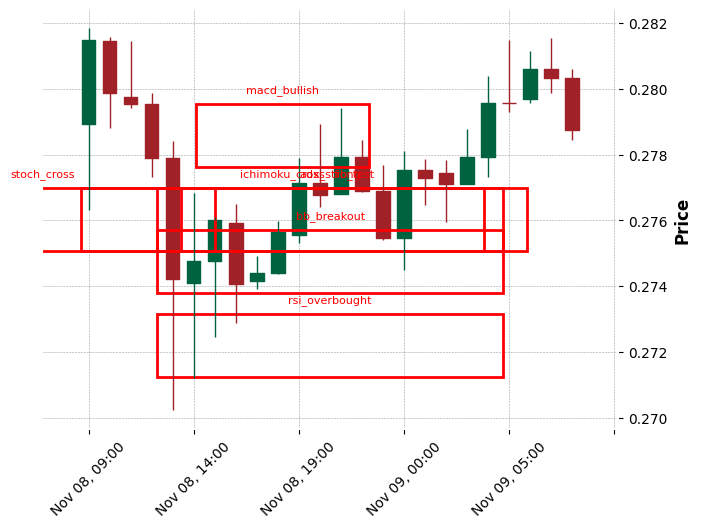 0.282
0.280
0.278
0.276
0.274
0.272
0.270
Price
macd_bullish
stoch_cross
bb_breakout
rsi_overbought
Nov 08, 09:00
Nov 08, 14:00
Nov 08, 19:00
Nov 09, 00:00
Nov 09, 05:00